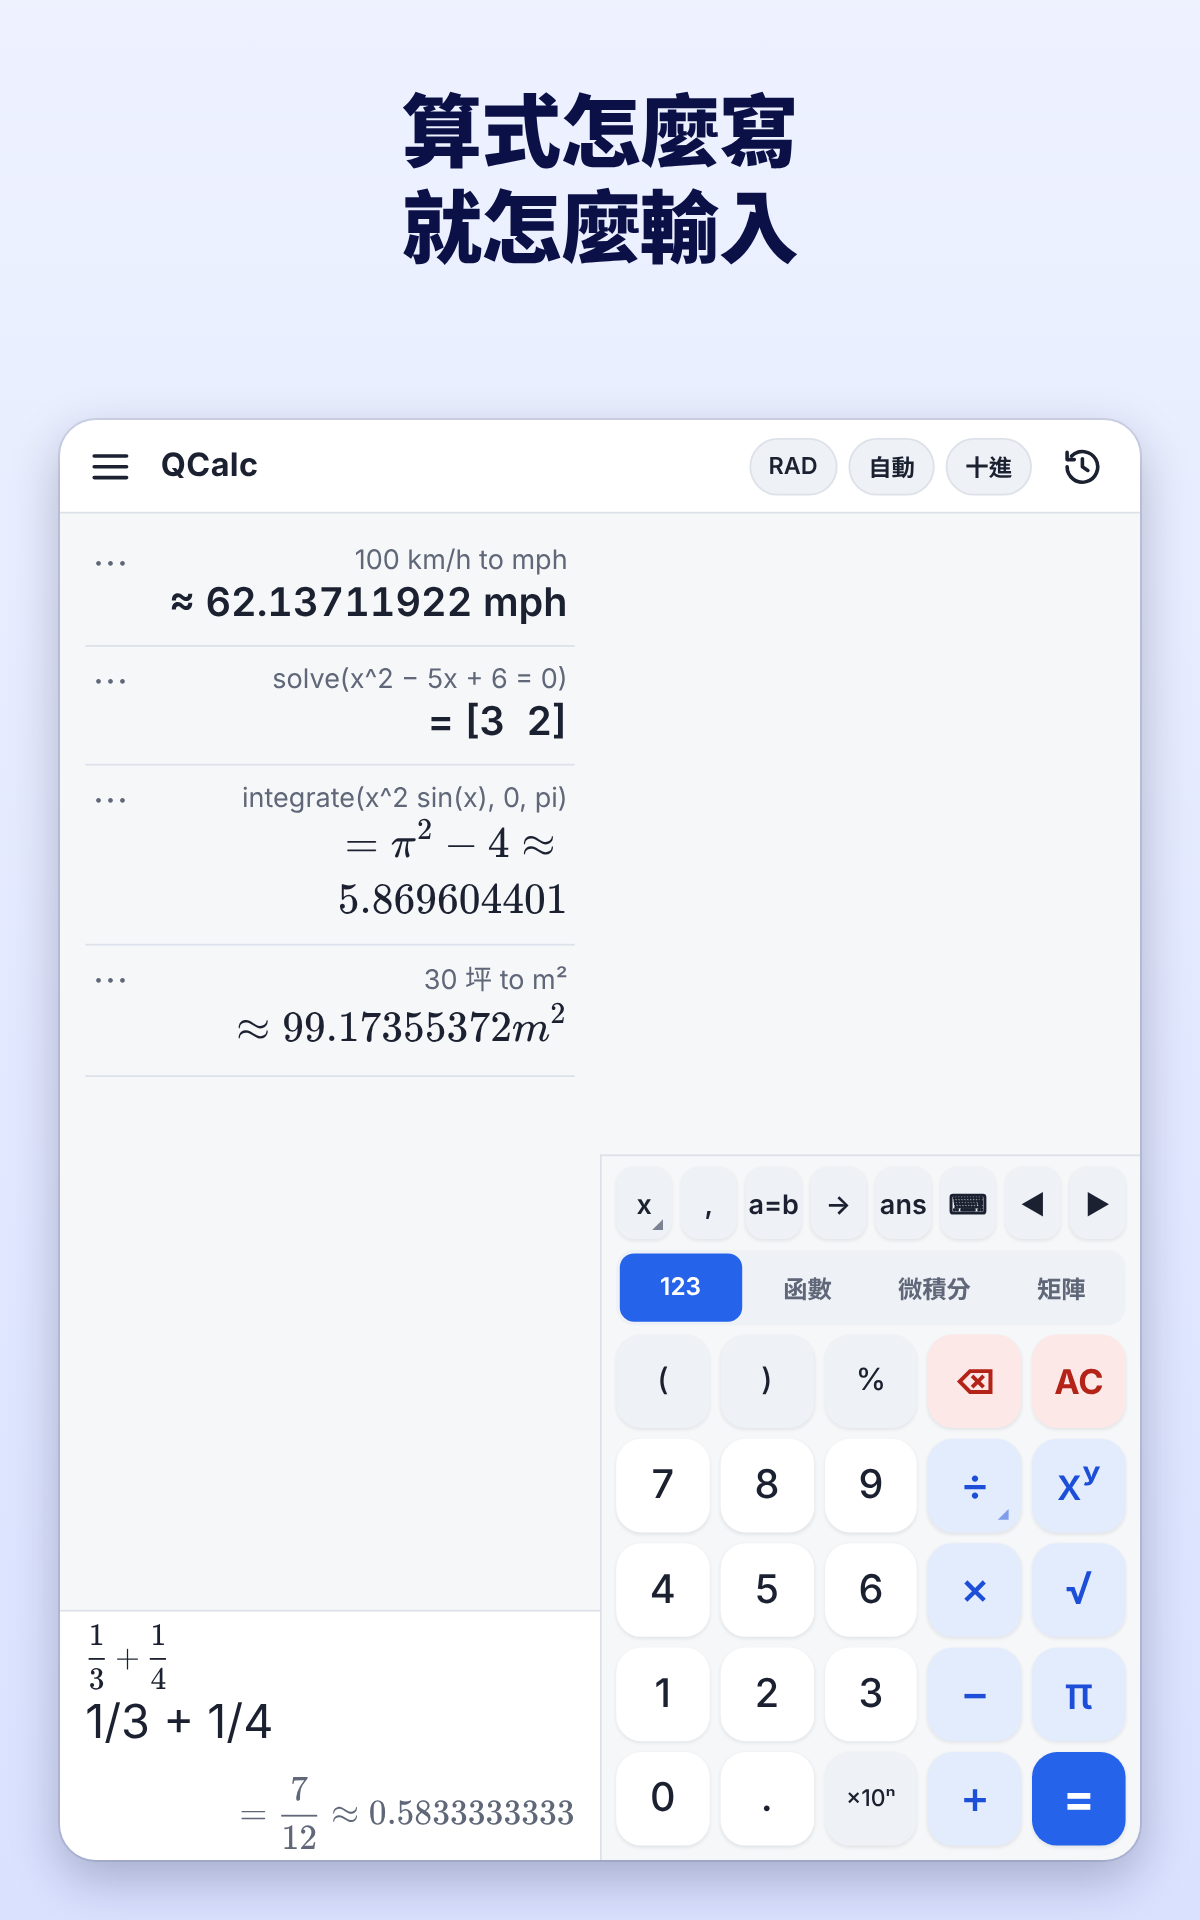 算式怎麼寫
就怎麼輸入
QCalc
RAD
自動
十進
100 km/h to mph
≈ 62.13711922 mph
solve(x^2 − 5x + 6 = 0)
= [3 2]
integrate(x^2 sin(x), 0, pi)
= π² − 4 ≈
5.869604401
30 坪 to m²
≈ 99.17355372m²
1/3 + 1/4
1/3 + 1/4
= 7/12 ≈ 0.5833333333
x , a=b → ans ⌨ ◀ ▶
123 函數 微積分 矩陣
( ) % ⌫ AC
7 8 9 ÷ xʸ
4 5 6 × √
1 2 3 − π
0 . ×10ⁿ + =